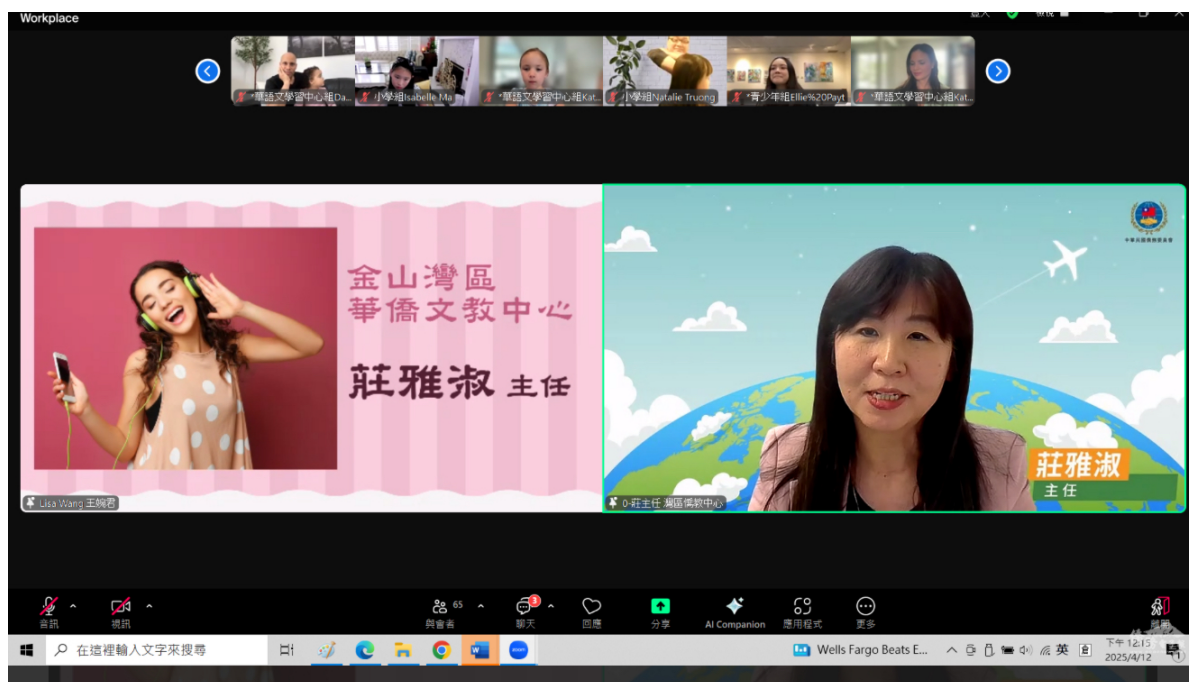 Workplace
登入
檢視
*華語文學習中心組Da...
小學組Isabelle Ma
*華語文學習中心組Kat...
小學組Natalie Truong
*青少年組Ellie%20Payt
*華語文學習中心組Kat...
金山灣區
華僑文教中心
莊雅淑 主任
Lisa Wang 王婉君
莊雅淑
主任
0-莊主任 灣區僑教中心
音訊
視訊
65
與會者
3
聊天
回應
分享
AI Companion
應用程式
更多
離開
在這裡輸入文字來搜尋
W
zoom
Wells Fargo Beats E...
英
下午 12:15
2025/4/12
1